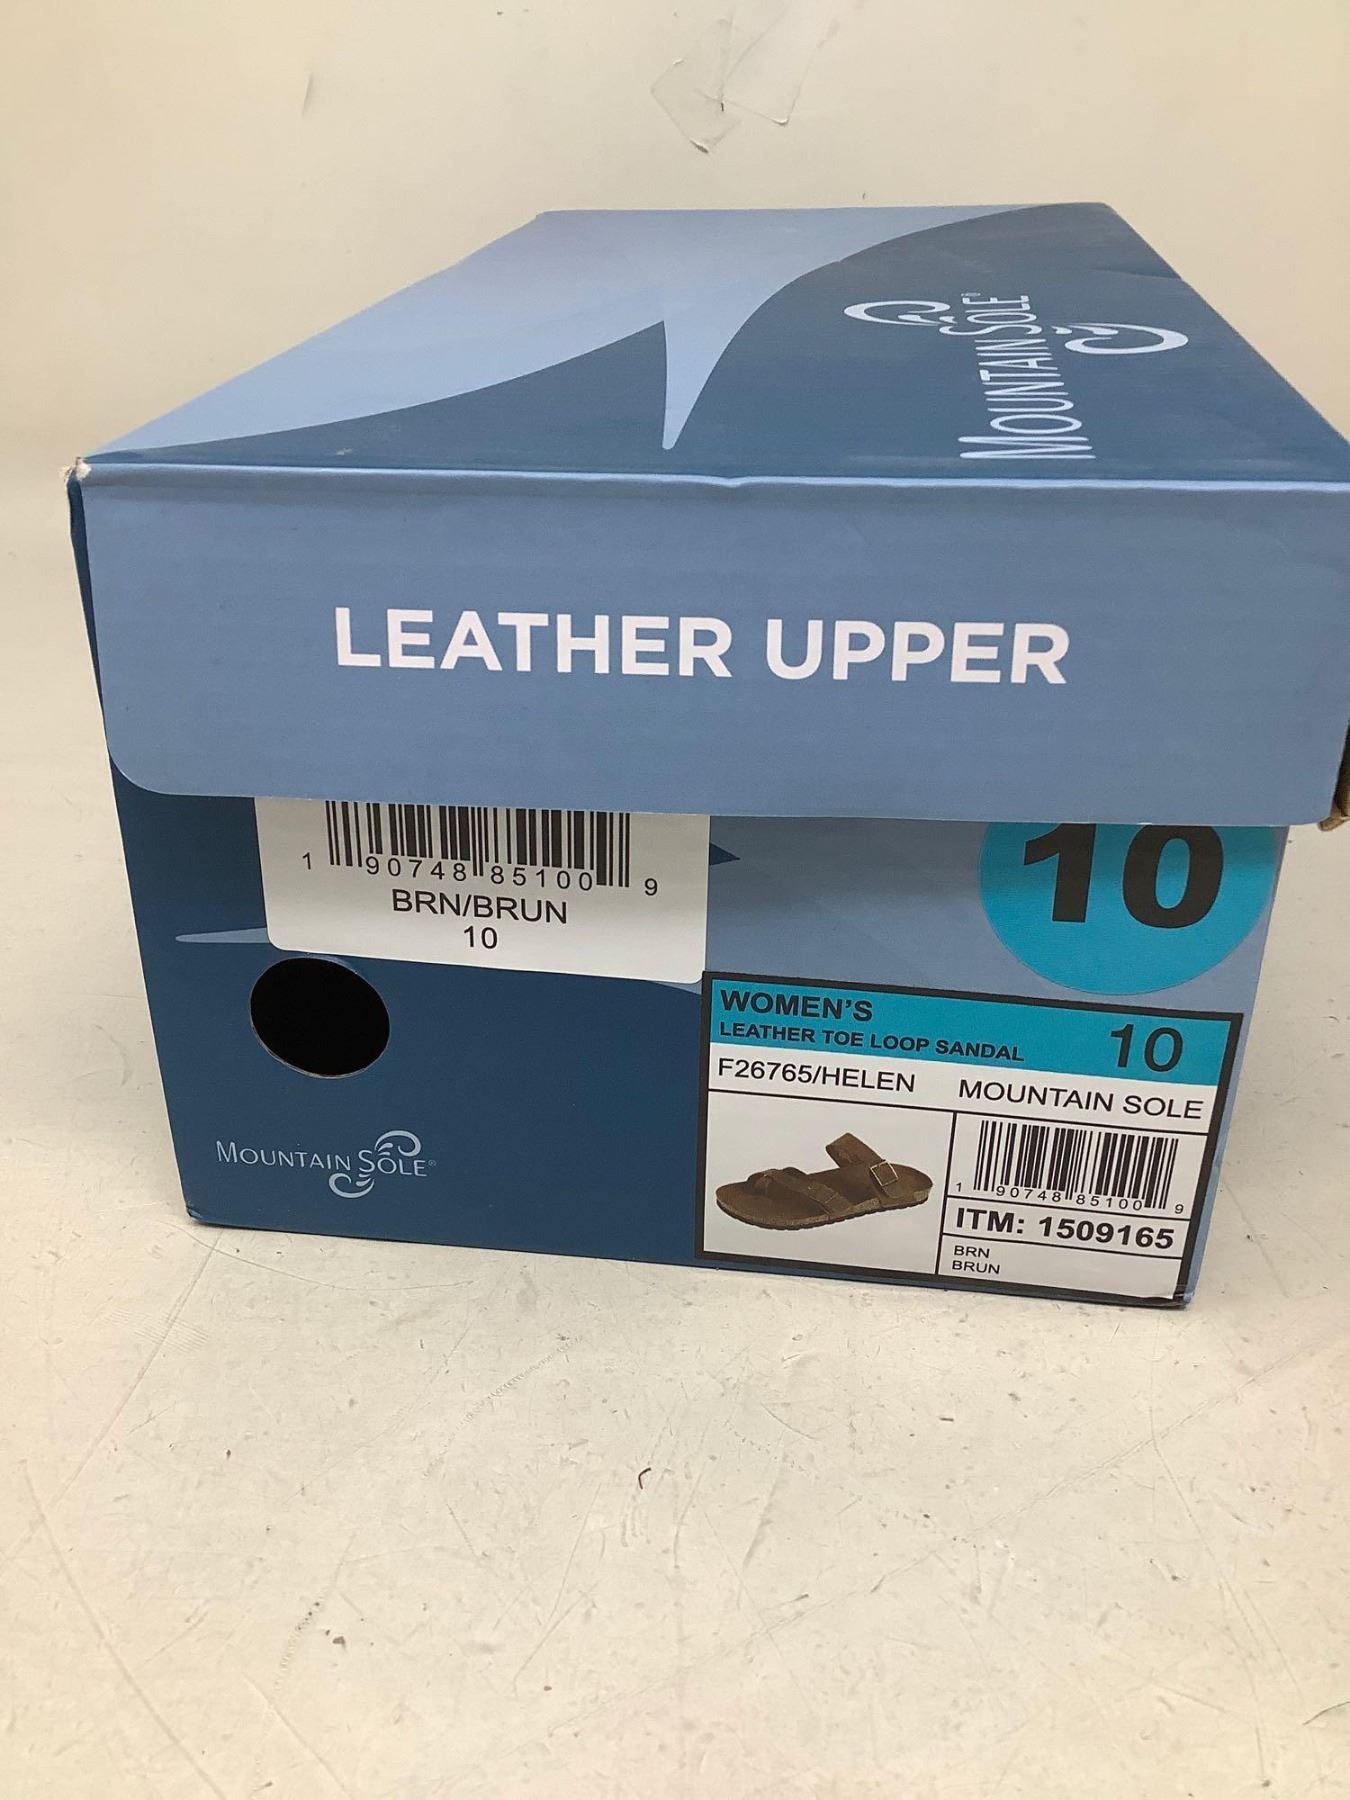 MOUNTAIN SOLE®
LEATHER UPPER
1 90748 85100 9
BRN/BRUN
10
10
WOMEN'S
LEATHER TOE LOOP SANDAL 10
F26765/HELEN MOUNTAIN SOLE
1 90748 85100 9
ITM: 1509165
BRN
BRUN
MOUNTAIN SOLE®